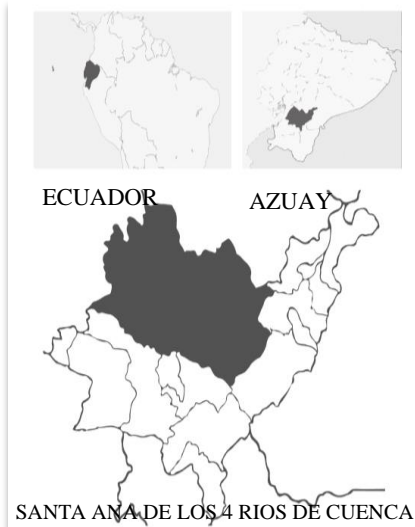 ECUADOR
AZUAY
SANTA ANA DE LOS 4 RIOS DE CUENCA